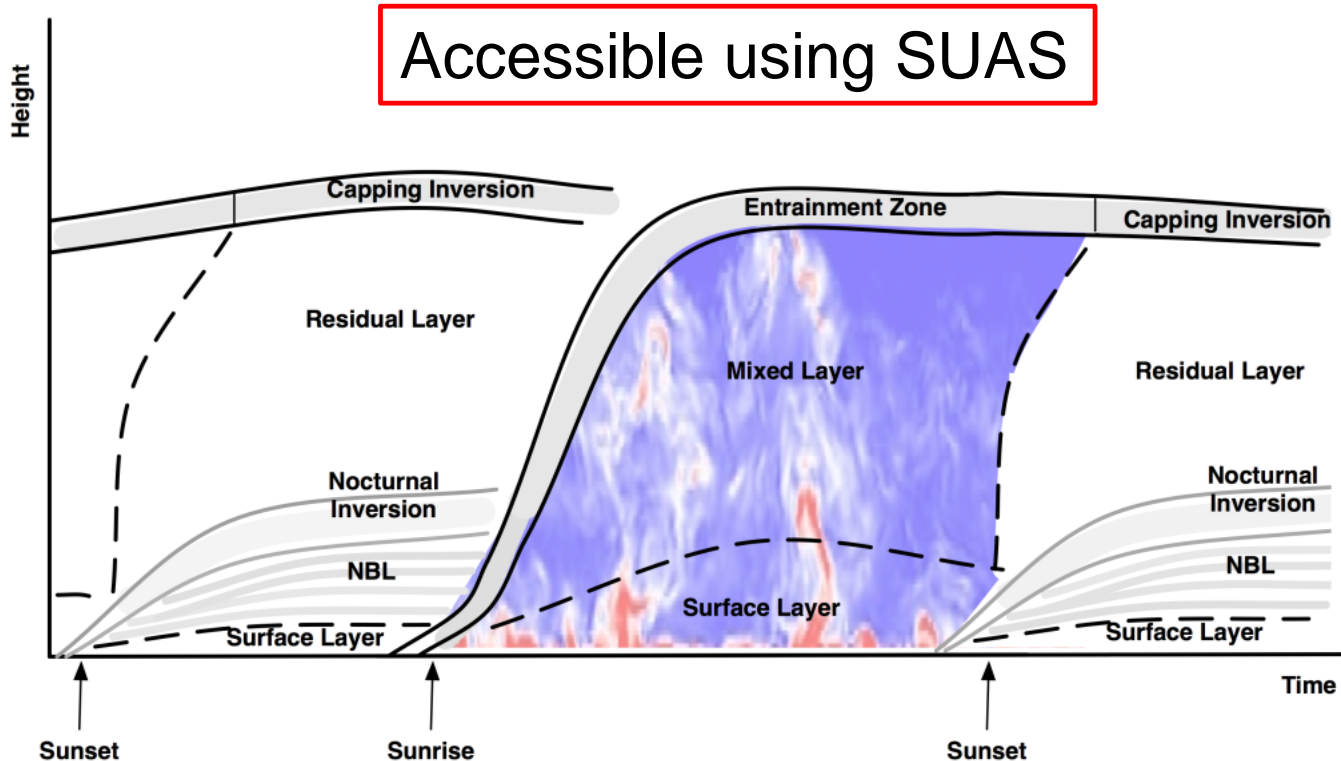 Accessible using SUAS
Height
Capping Inversion
Entrainment Zone
Capping Inversion
Residual Layer
Mixed Layer
Residual Layer
Nocturnal
Inversion
NBL
Surface Layer
Surface Layer
Nocturnal
Inversion
NBL
Surface Layer
Time
Sunset
Sunrise
Sunset